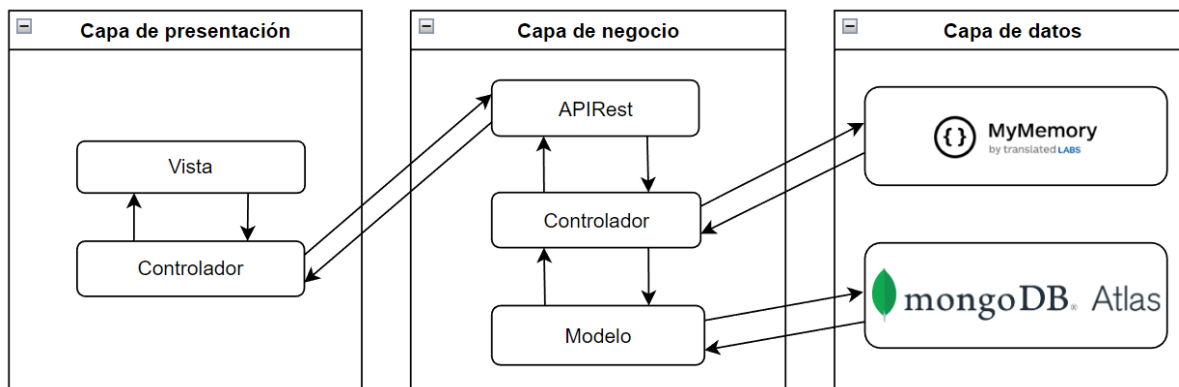 Capa de presentación
Vista
Controlador
Capa de negocio
APIRest
Controlador
Modelo
Capa de datos
{} MyMemory
by translated LABS
mongoDB® Atlas